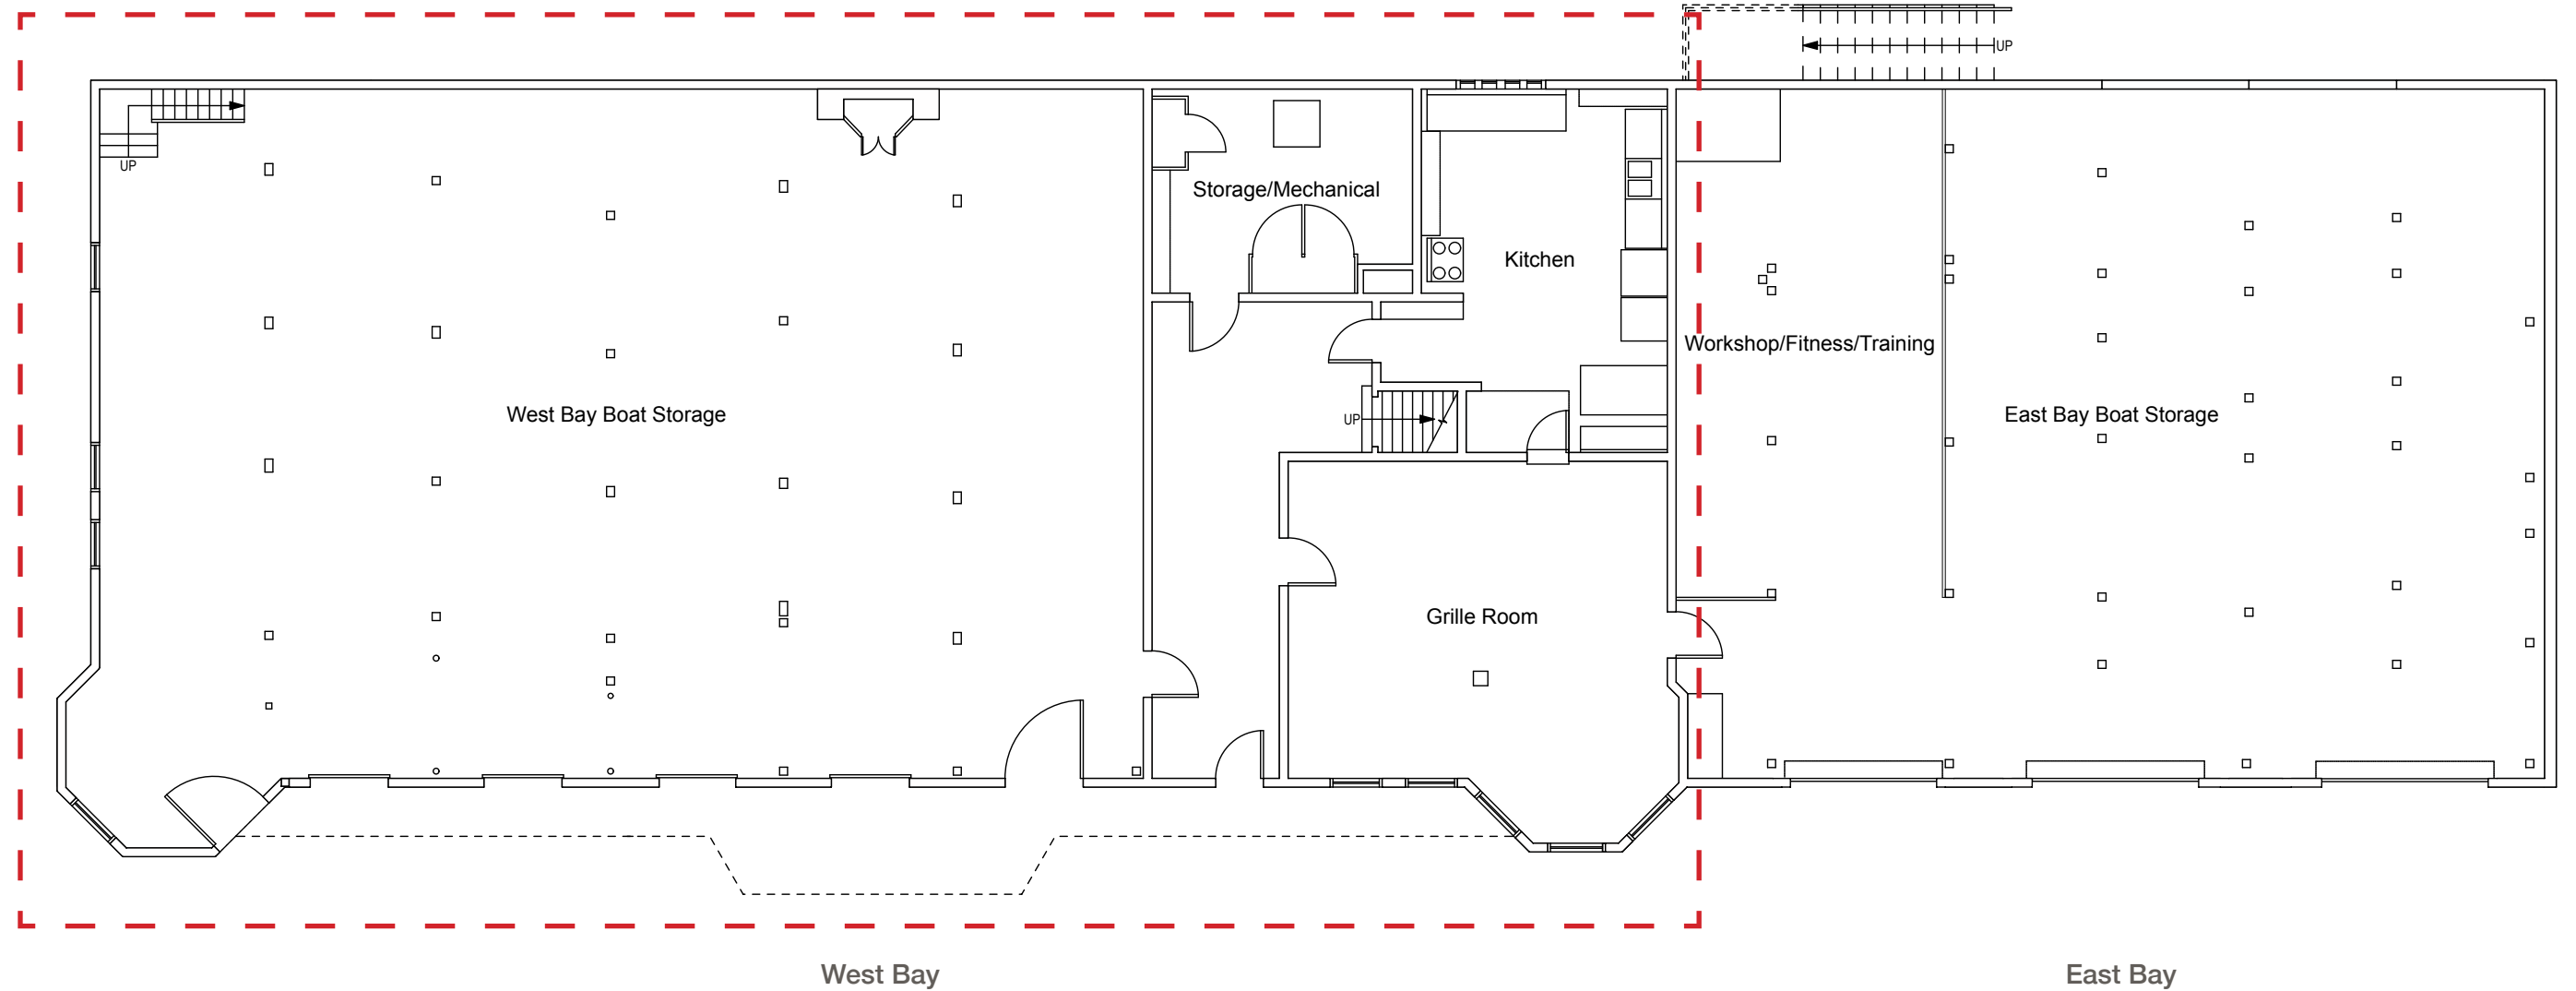 UP
UP
Storage/Mechanical
Kitchen
Workshop/Fitness/Training
West Bay Boat Storage
UP
East Bay Boat Storage
Grille Room
West Bay
East Bay